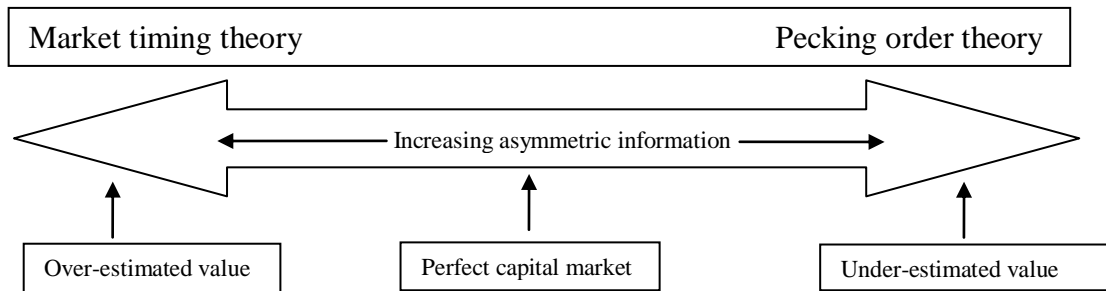 Market timing theory Pecking order theory
Increasing asymmetric information
Over-estimated value Perfect capital market Under-estimated value